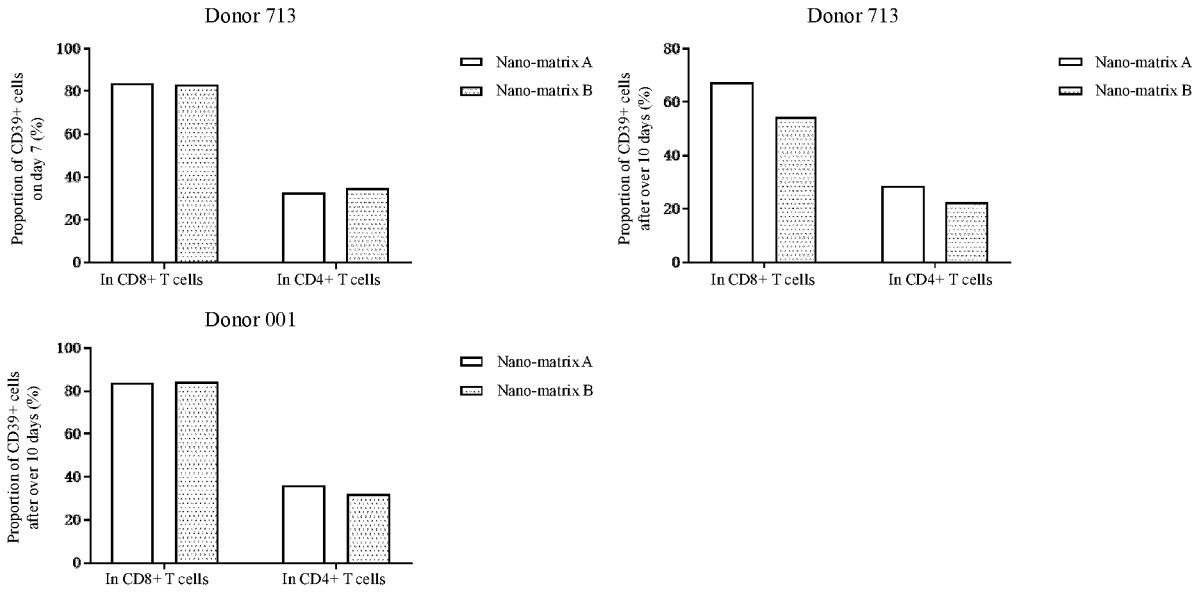 Donor 713
Proportion of CD39+ cells
on day 7 (%)
100
80
60
40
20
0
In CD8+ T cells
In CD4+ T cells
Nano-matrix A
Nano-matrix B
Donor 713
Proportion of CD39+ cells
after over 10 days (%)
80
60
40
20
0
In CD8+ T cells
In CD4+ T cells
Nano-matrix A
Nano-matrix B
Donor 001
Proportion of CD39+ cells
after over 10 days (%)
100
80
60
40
20
0
In CD8+ T cells
In CD4+ T cells
Nano-matrix A
Nano-matrix B